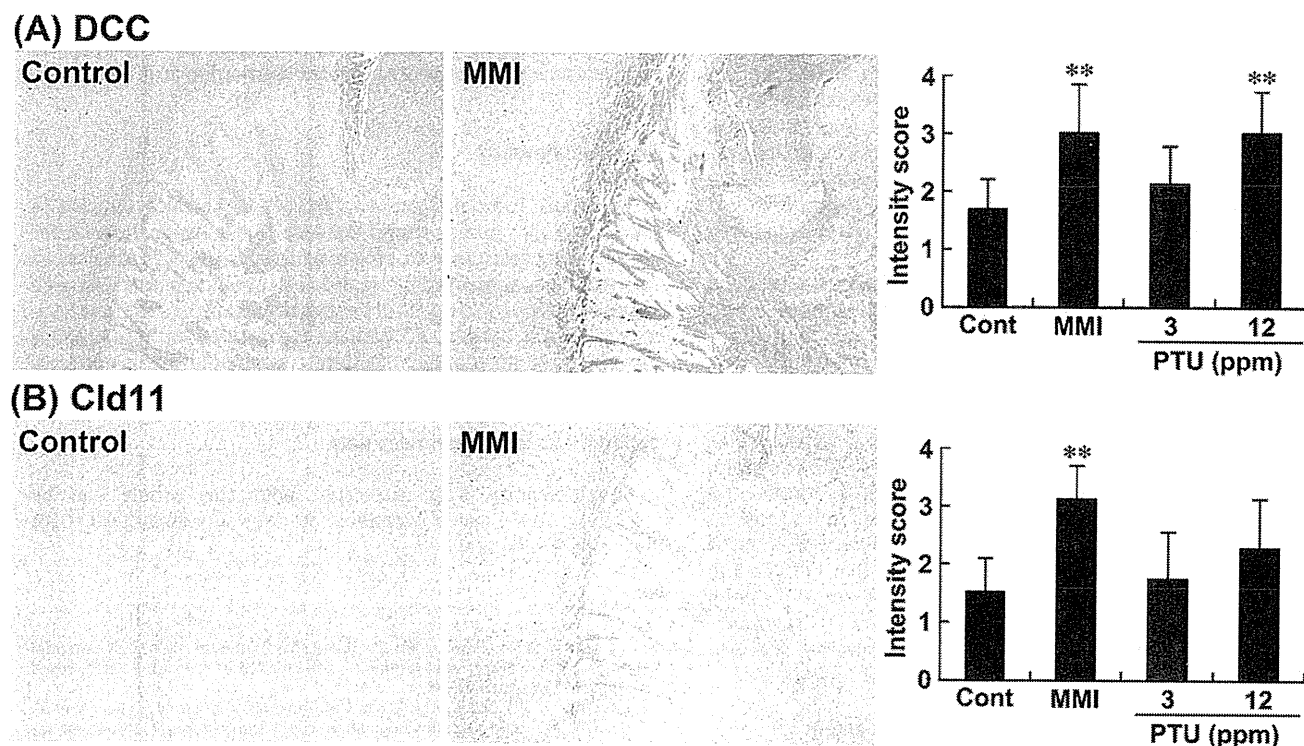 (A) DCC
Control
MMI
Intensity score
4
3
2
1
0
**
**
Cont
MMI
3
12
PTU (ppm)
(B) Cld11
Control
MMI
Intensity score
4
3
2
1
0
**
Cont
MMI
3
12
PTU (ppm)